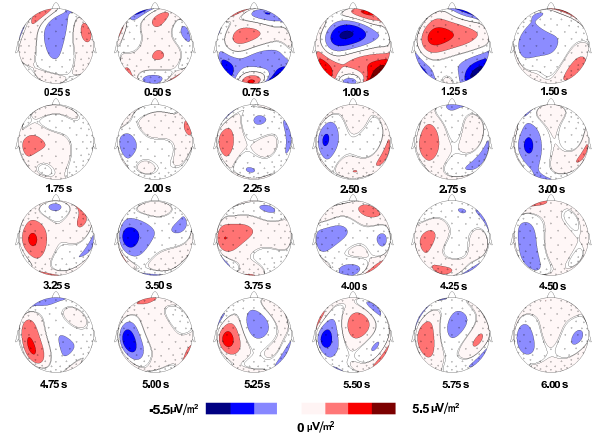 0.25 s 0.50 s 0.75 s 1.00 s 1.25 s 1.50 s
1.75 s 2.00 s 2.25 s 2.50 s 2.75 s 3.00 s
3.25 s 3.50 s 3.75 s 4.00 s 4.25 s 4.50 s
4.75 s 5.00 s 5.25 s 5.50 s 5.75 s 6.00 s
-5.5μV/m² 5.5 μV/m²
0 μV/m²